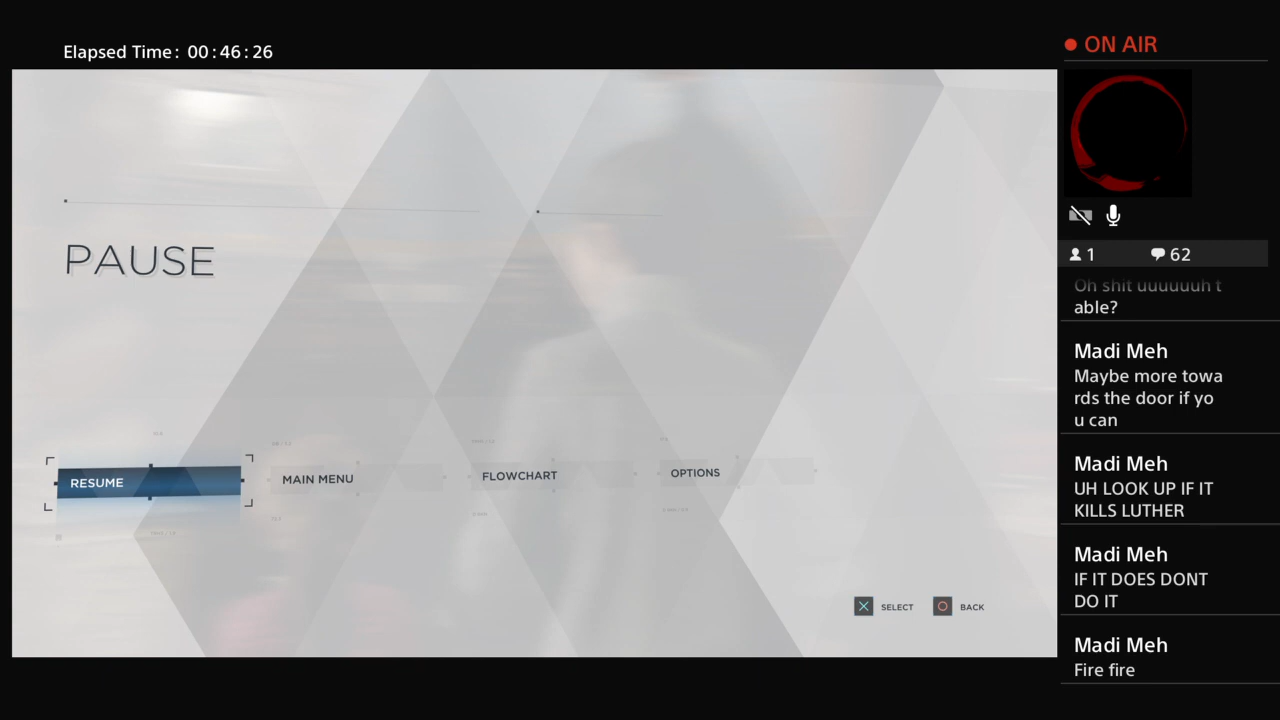 Elapsed Time: 00:46:26
ON AIR
1 62
Oh shit uuuuuuh t
able?
Madi Meh
Maybe more towa
rds the door if yo
u can
Madi Meh
UH LOOK UP IF IT
KILLS LUTHER
Madi Meh
IF IT DOES DONT
DO IT
Madi Meh
Fire fire
PAUSE
RESUME
MAIN MENU
FLOWCHART
OPTIONS
SELECT
BACK